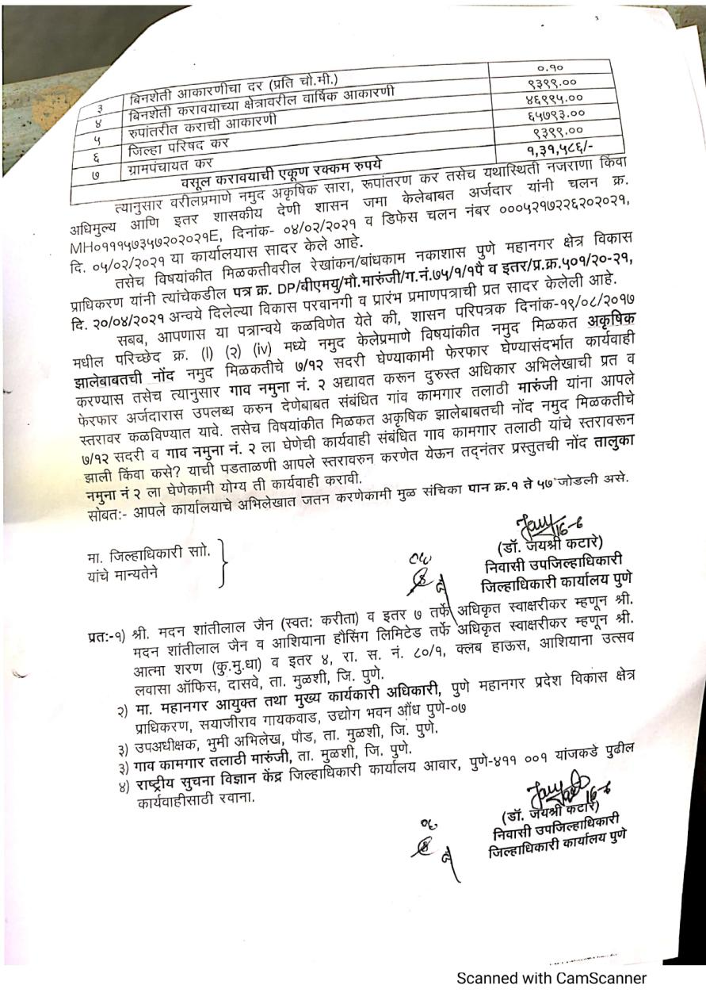 ३ बिनशेती आकारणीचा दर (प्रति चौ.मी.) ०.१०
४ बिनशेती करावयाच्या क्षेत्रावरील वार्षिक आकारणी ९३९९.००
५ रुपांतरीत कराची आकारणी ४६९९५.००
६ जिल्हा परिषद कर ६५७९३.००
७ ग्रामपंचायत कर ९३९९.००
वसूल करावयाची एकूण रक्कम रुपये १,३१,५८६/-
त्यानुसार वरीलप्रमाणे नमुद अकृषिक सारा, रूपांतरण कर तसेच यथास्थिती नजराणा किंवा
अधिमुल्य आणि इतर शासकीय देणी शासन जमा केलेबाबत अर्जदार यांनी चलन क्र.
MH०१११५७३५७२०२०२१E, दिनांक- ०४/०२/२०२१ व डिफेस चलन नंबर ०००५२१७२२६२०२०२१,
दि. ०५/०२/२०२१ या कार्यालयास सादर केले आहे.
तसेच विषयांकीत मिळकतीवरील रेखांकन/बांधकाम नकाशास पुणे महानगर क्षेत्र विकास
प्राधिकरण यांनी त्यांचेकडील पत्र क्र. DP/बीएमयु/मौ.मारुंजी/ग.नं.७५/१/१पै व इतर/प्र.क्र.५०१/२०-२१,
दि. २०/०४/२०२१ अन्वये दिलेल्या विकास परवानगी व प्रारंभ प्रमाणपत्राची प्रत सादर केलेली आहे.
सबब, आपणास या पत्रान्वये कळविणेत येते की, शासन परिपत्रक दिनांक-१९/०८/२०१७
मधील परिच्छेद क्र. (I) (२) (iv) मध्ये नमुद केलेप्रमाणे विषयांकीत नमुद मिळकत अकृषिक
झालेबाबतची नोंद नमुद मिळकतीचे ७/१२ सदरी घेण्याकामी फेरफार घेण्यासंदर्भात कार्यवाही
करण्यास तसेच त्यानुसार गाव नमुना नं. २ अद्यावत करून दुरुस्त अधिकार अभिलेखाची प्रत व
फेरफार अर्जदारास उपलब्ध करुन देणेबाबत संबंधित गांव कामगार तलाठी मारुंजी यांना आपले
स्तरावर कळविण्यात यावे. तसेच विषयांकीत मिळकत अकृषिक झालेबाबतची नोंद नमुद मिळकतीचे
७/१२ सदरी व गाव नमुना नं. २ ला घेणेची कार्यवाही संबंधित गाव कामगार तलाठी यांचे स्तरावरून
झाली किंवा कसे? याची पडताळणी आपले स्तरावरुन करणेत येऊन तद्नंतर प्रस्तुतची नोंद तालुका
नमुना नं २ ला घेणेकामी योग्य ती कार्यवाही करावी.
सोबत:- आपले कार्यालयाचे अभिलेखात जतन करणेकामी मुळ संचिका पान क्र.१ ते ५७ जोडली असे.
16-6
(डॉ. जयश्री कटारे)
मा. जिल्हाधिकारी सो.
निवासी उपजिल्हाधिकारी
यांचे मान्यतेने
जिल्हाधिकारी कार्यालय पुणे
प्रत:-१) श्री. मदन शांतीलाल जैन (स्वत: करीता) व इतर ७ तर्फे अधिकृत स्वाक्षरीकर म्हणून श्री.
मदन शांतीलाल जैन व आशियाना हौसिंग लिमिटेड तर्फे अधिकृत स्वाक्षरीकर म्हणून श्री.
आत्मा शरण (कु.मु.धा) व इतर ४, रा. स. नं. ८०/१, क्लब हाऊस, आशियाना उत्सव
लवासा ऑफिस, दासवे, ता. मुळशी, जि. पुणे.
२) मा. महानगर आयुक्त तथा मुख्य कार्यकारी अधिकारी, पुणे महानगर प्रदेश विकास क्षेत्र
प्राधिकरण, सयाजीराव गायकवाड, उद्योग भवन औंध पुणे-०७
३) उपअधीक्षक, भुमी अभिलेख, पौड, ता. मुळशी, जि. पुणे.
३) गाव कामगार तलाठी मारुंजी, ता. मुळशी, जि. पुणे.
४) राष्ट्रीय सुचना विज्ञान केंद्र जिल्हाधिकारी कार्यालय आवार, पुणे-४११ ००१ यांजकडे पुढील
कार्यवाहीसाठी रवाना.
16-6
(डॉ. जयश्री कटारे)
निवासी उपजिल्हाधिकारी
जिल्हाधिकारी कार्यालय पुणे
Scanned with CamScanner